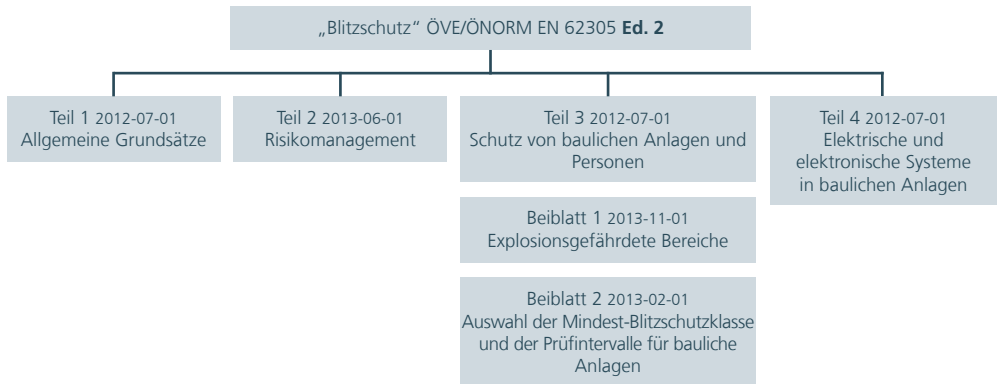 „Blitzschutz“ ÖVE/ÖNORM EN 62305 Ed. 2
Teil 1 2012-07-01
Allgemeine Grundsätze
Teil 2 2013-06-01
Risikomanagement
Teil 3 2012-07-01
Schutz von baulichen Anlagen und
Personen
Teil 4 2012-07-01
Elektrische und
elektronische Systeme
in baulichen Anlagen
Beiblatt 1 2013-11-01
Explosionsgefährdete Bereiche
Beiblatt 2 2013-02-01
Auswahl der Mindest-Blitzschutzklasse
und der Prüfintervalle für bauliche
Anlagen